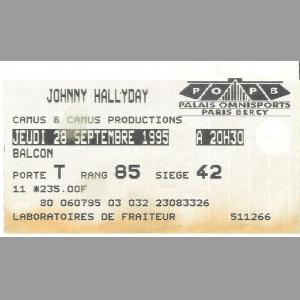 JOHNNY HALLYDAY
POPB
PALAIS OMNISPORTS
PARIS BERCY
CAMUS & CAMUS PRODUCTIONS
JEUDI 28 SEPTEMBRE 1995 A 20H30
BALCON
PORTE T RANG 85 SIEGE 42
11 *235.00F
80 060795 03 032 23083326
LABORATOIRES DE FRAITEUR 511266